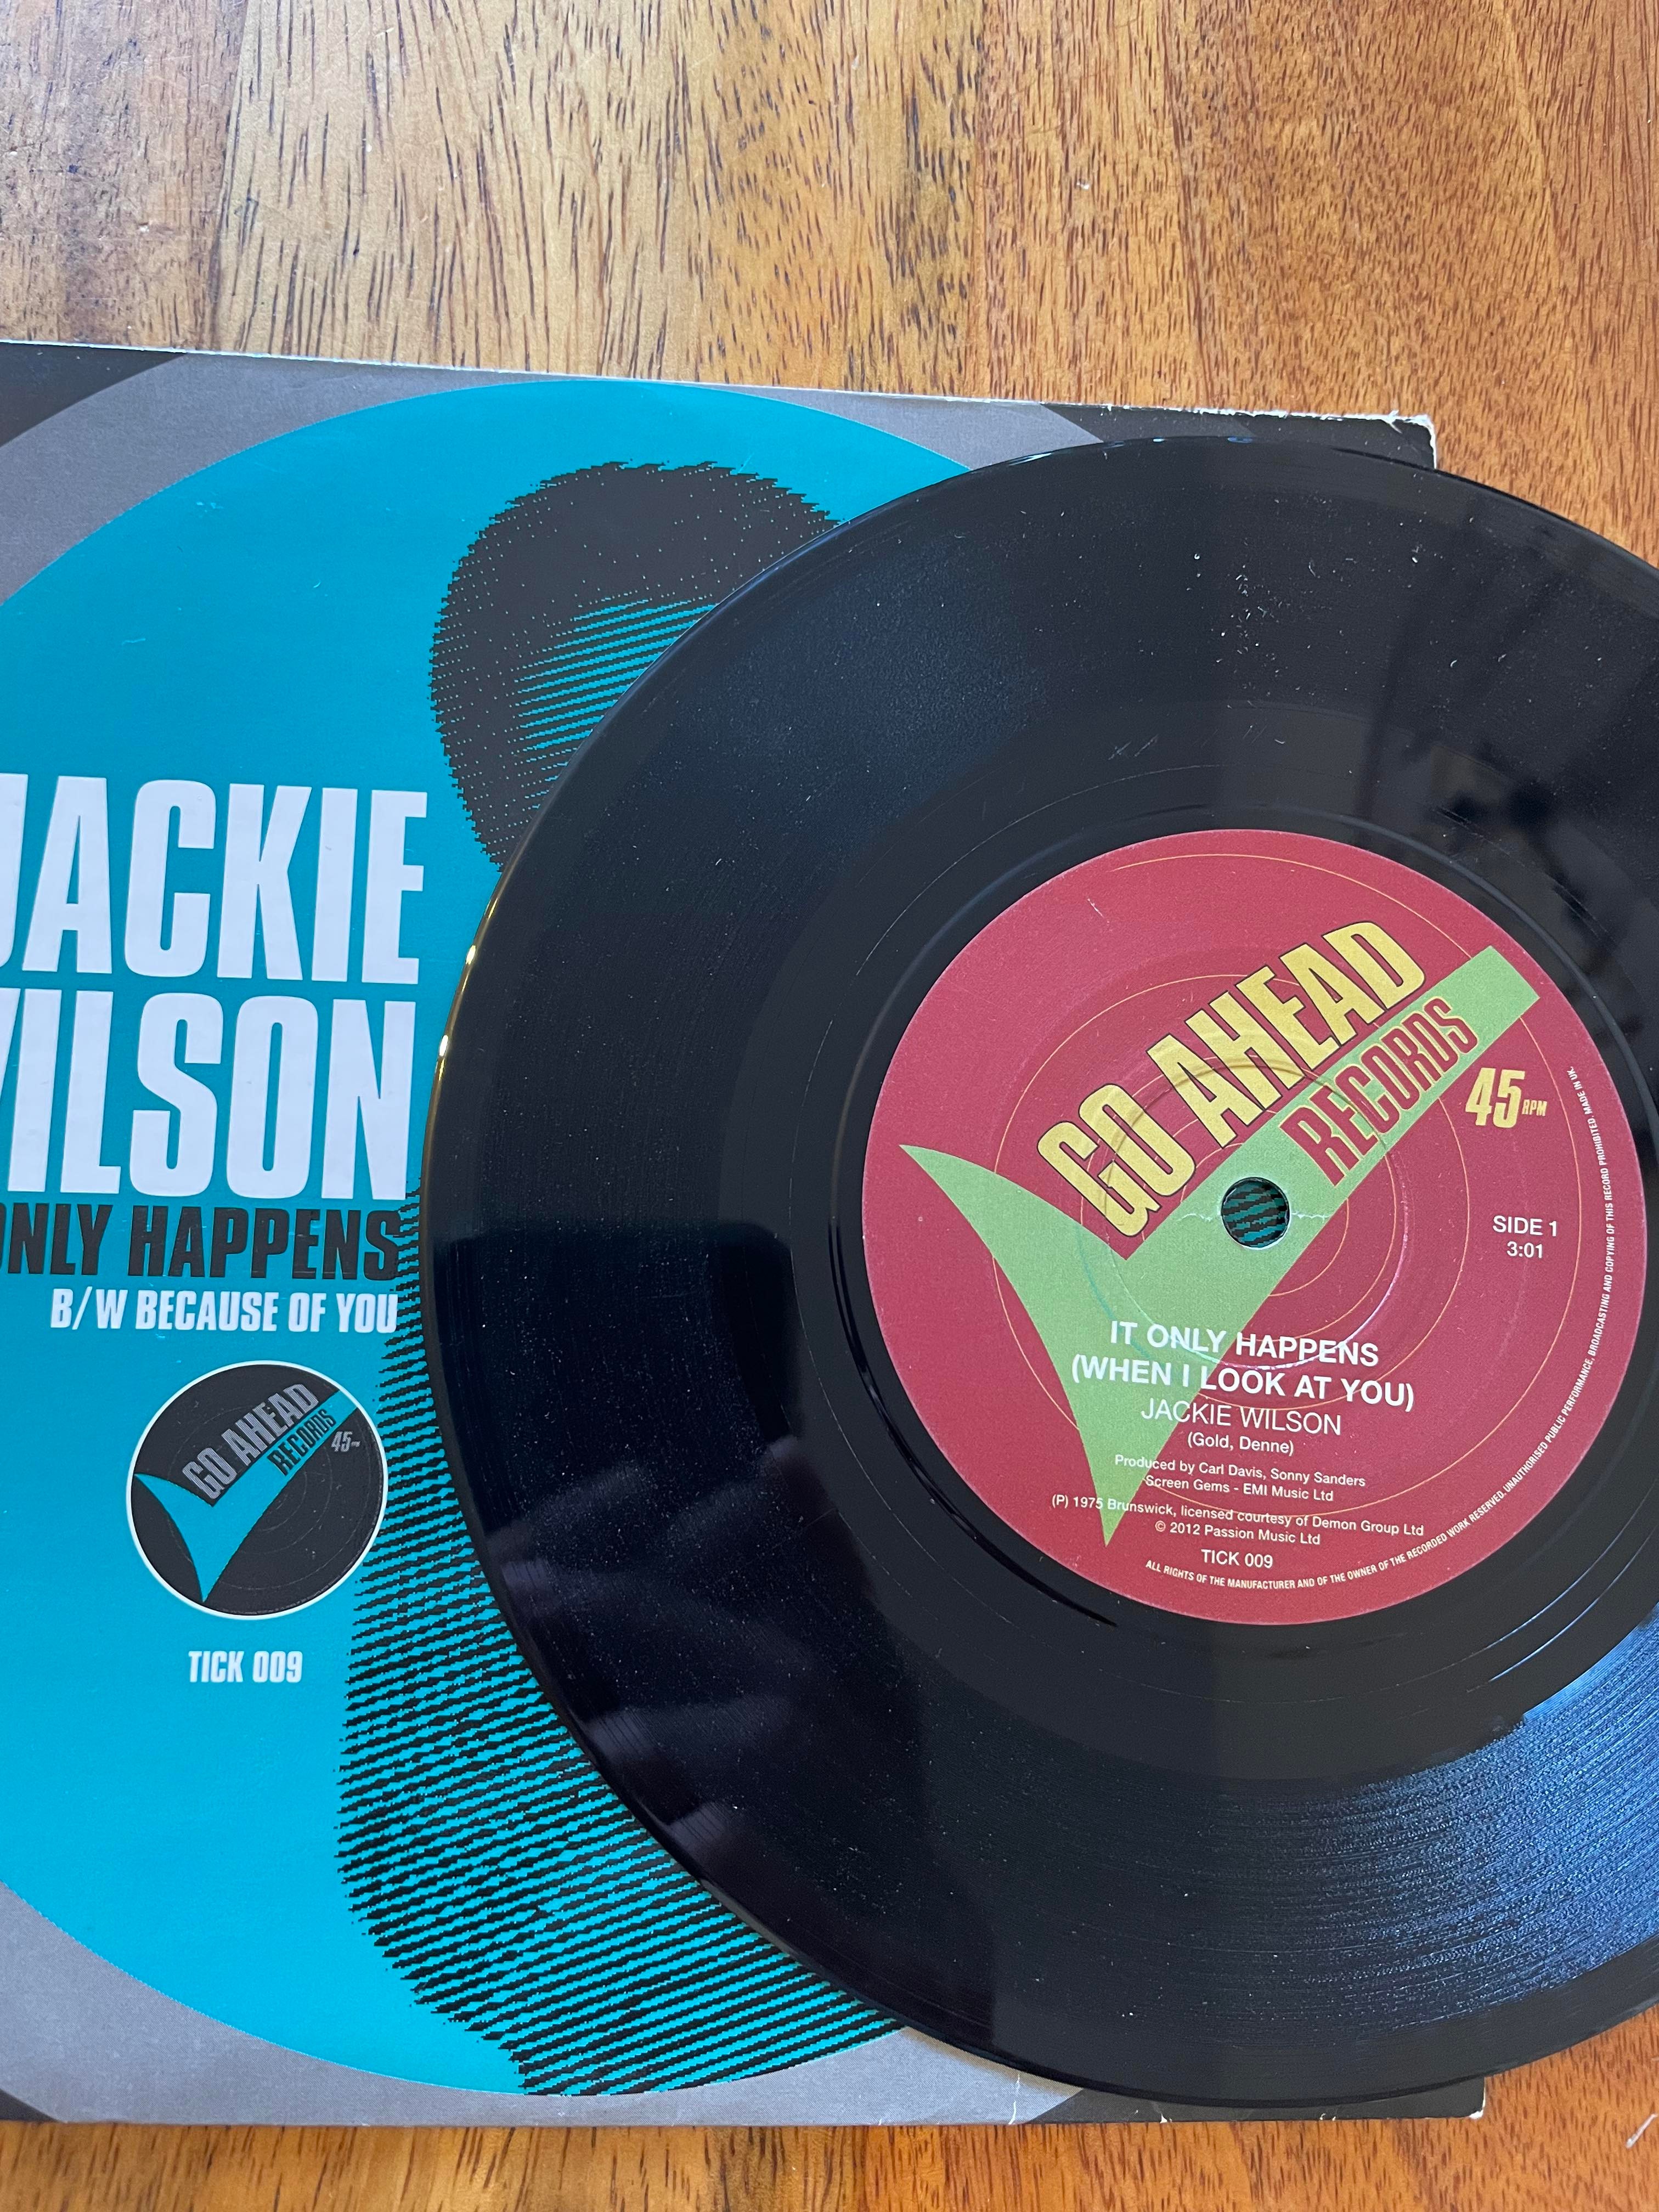 JACKIE
WILSON
ONLY HAPPENS
B/W BECAUSE OF YOU
GO AHEAD
RECORDS
45RPM
TICK 009
GO AHEAD
RECORDS
45RPM
SIDE 1
3:01
IT ONLY HAPPENS
(WHEN I LOOK AT YOU)
JACKIE WILSON
(Gold, Denne)
Produced by Carl Davis, Sonny Sanders
Screen Gems - EMI Music Ltd
(P) 1975 Brunswick, licensed courtesy of Demon Group Ltd
© 2012 Passion Music Ltd
TICK 009
ALL RIGHTS OF THE MANUFACTURER AND OF THE OWNER OF THE RECORDED WORK RESERVED. UNAUTHORISED PUBLIC PERFORMANCE, BROADCASTING AND COPYING OF THIS RECORD PROHIBITED. MADE IN UK.